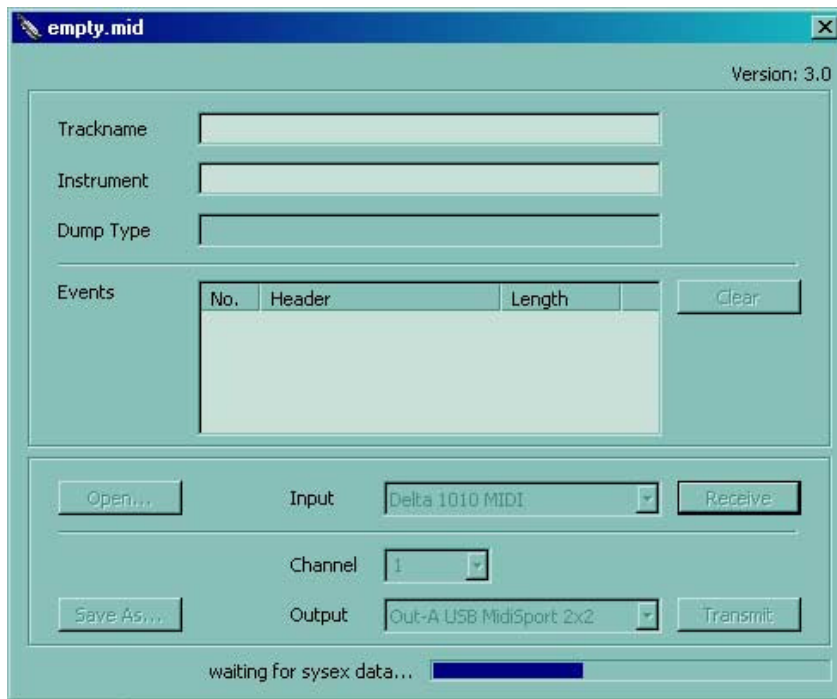 empty.mid
Version: 3.0
Trackname
Instrument
Dump Type
Events
No. Header Length
Clear
Open... Input Delta 1010 MIDI Receive
Channel 1
Save As... Output Out-A USB MidiSport 2x2 Transmit
waiting for sysex data...